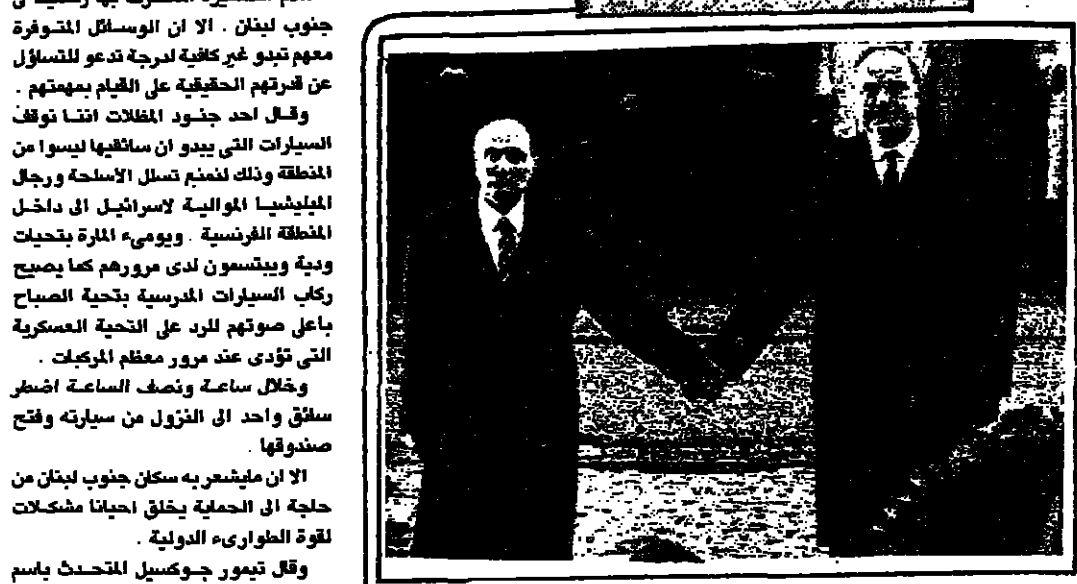 جنوب لبنان . الا ان الوسائل المتوفرة
معهم تبدو غير كافية لدرجة تدعو للتساؤل
عن قدرتهم الحقيقية على القيام بمهمتهم .
وقال احد جنود المظلات اننا نوقف
السيارات التي يبدو ان سائقيها ليسوا من
المنطقة وذلك لنمنع تسلل الأسلحة ورجال
الميليشيا الموالية لاسرائيل الى داخل
المنطقة الفرنسية . ويومىء المارة بتحيات
ودية ويبتسمون لدى مرورهم كما يصيح
ركاب السيارات المدرسية بتحية الصباح
باعلى صوتهم للرد على التحية العسكرية
التي تؤدى عند مرور معظم المركبات .
وخلال ساعة ونصف الساعة اضطر
سائق واحد الى النزول من سيارته وفتح
صندوقها .
الا ان مايشعر به سكان جنوب لبنان من
حاجة الى الحماية يخلق احيانا مشكلات
لقوة الطوارىء الدولية .
وقال تيمور جوكسيل المتحدث باسم